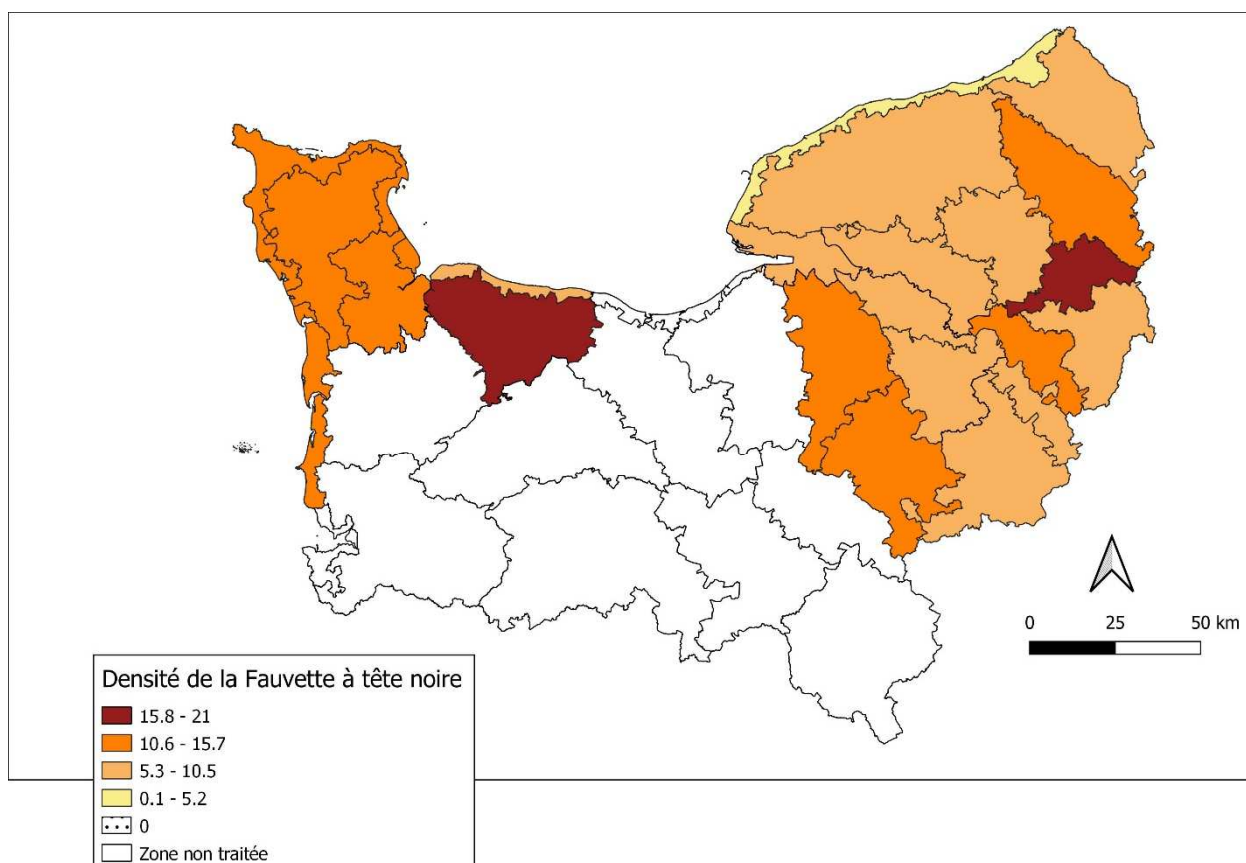 0 25 50 km
Densité de la Fauvette à tête noire
15.8 - 21
10.6 - 15.7
5.3 - 10.5
0.1 - 5.2
0
Zone non traitée